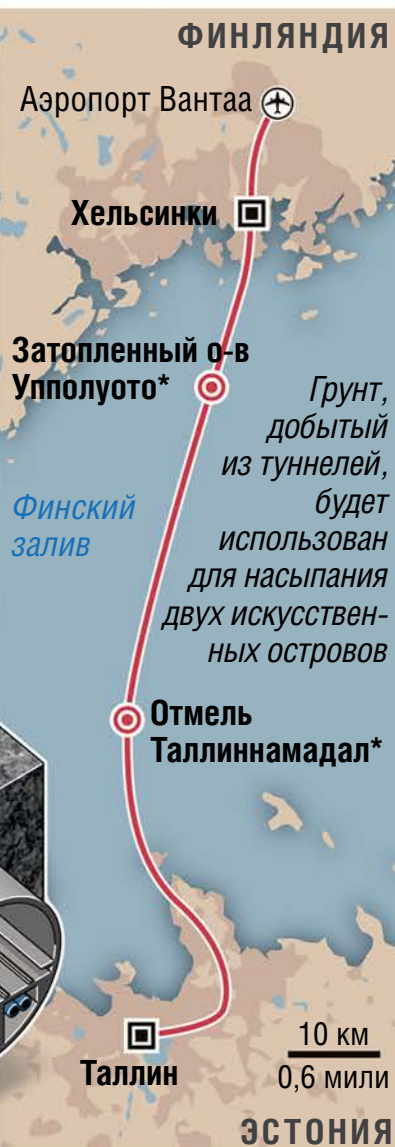 ФИНЛЯНДИЯ
Аэропорт Вантаа
Хельсинки
Затопленный о-в
Упполуото*
Грунт,
добытый
из туннелей,
будет
использован
для насыпания
двух искусствен-
ных островов
Финский
залив
Отмель
Таллиннамадал*
Таллин
10 км
0,6 мили
ЭСТОНИЯ